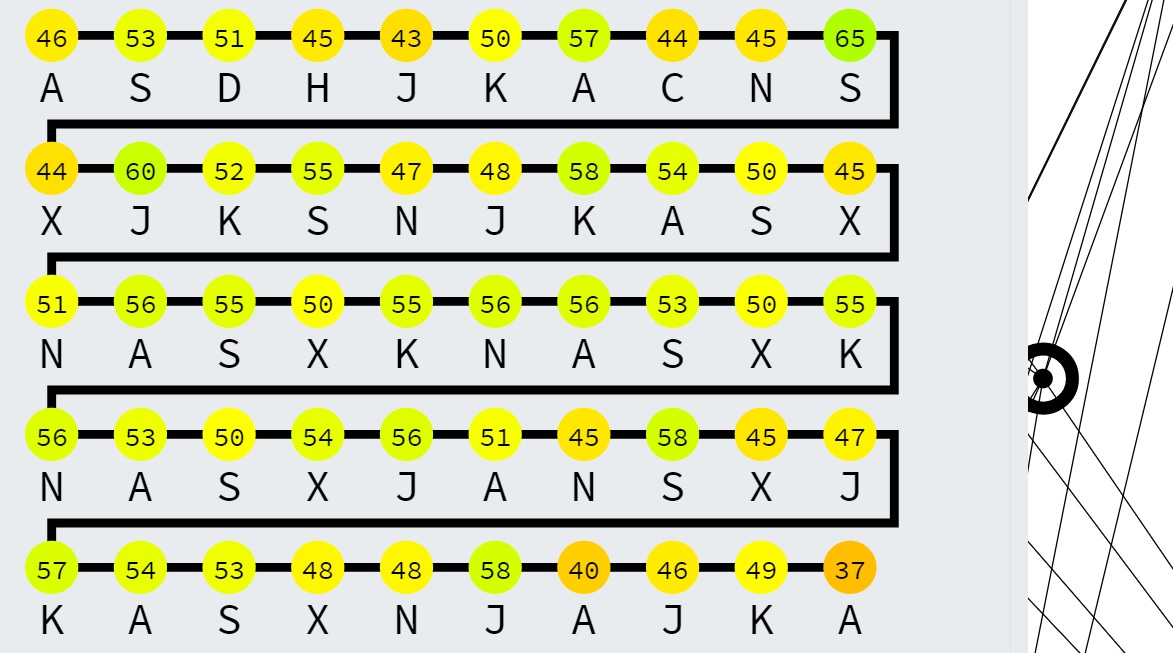 46 53 51 45 43 50 57 44 45 65
A S D H J K A C N S
44 60 52 55 47 48 58 54 50 45
X J K S N J K A S X
51 56 55 50 55 56 56 53 50 55
N A S X K N A S X K
56 53 50 54 56 51 45 58 45 47
N A S X J A N S X J
57 54 53 48 48 58 40 46 49 37
K A S X N J A J K A